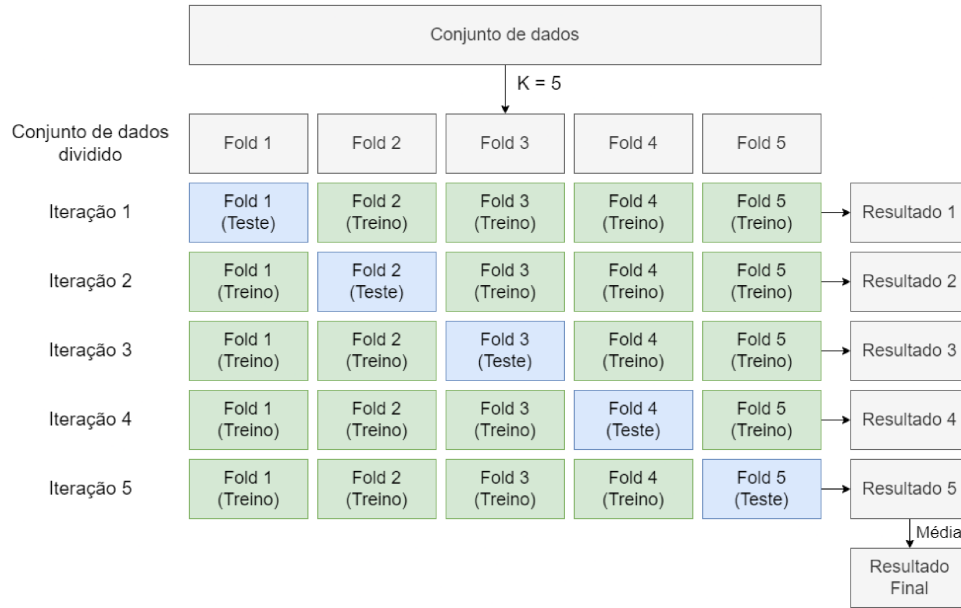 Conjunto de dados
K = 5
Conjunto de dados
dividido
Fold 1
Fold 2
Fold 3
Fold 4
Fold 5
Iteração 1
Fold 1
(Teste)
Fold 2
(Treino)
Fold 3
(Treino)
Fold 4
(Treino)
Fold 5
(Treino)
Resultado 1
Iteração 2
Fold 1
(Treino)
Fold 2
(Teste)
Fold 3
(Treino)
Fold 4
(Treino)
Fold 5
(Treino)
Resultado 2
Iteração 3
Fold 1
(Treino)
Fold 2
(Treino)
Fold 3
(Teste)
Fold 4
(Treino)
Fold 5
(Treino)
Resultado 3
Iteração 4
Fold 1
(Treino)
Fold 2
(Treino)
Fold 3
(Treino)
Fold 4
(Teste)
Fold 5
(Treino)
Resultado 4
Iteração 5
Fold 1
(Treino)
Fold 2
(Treino)
Fold 3
(Treino)
Fold 4
(Treino)
Fold 5
(Teste)
Resultado 5
Média
Resultado
Final